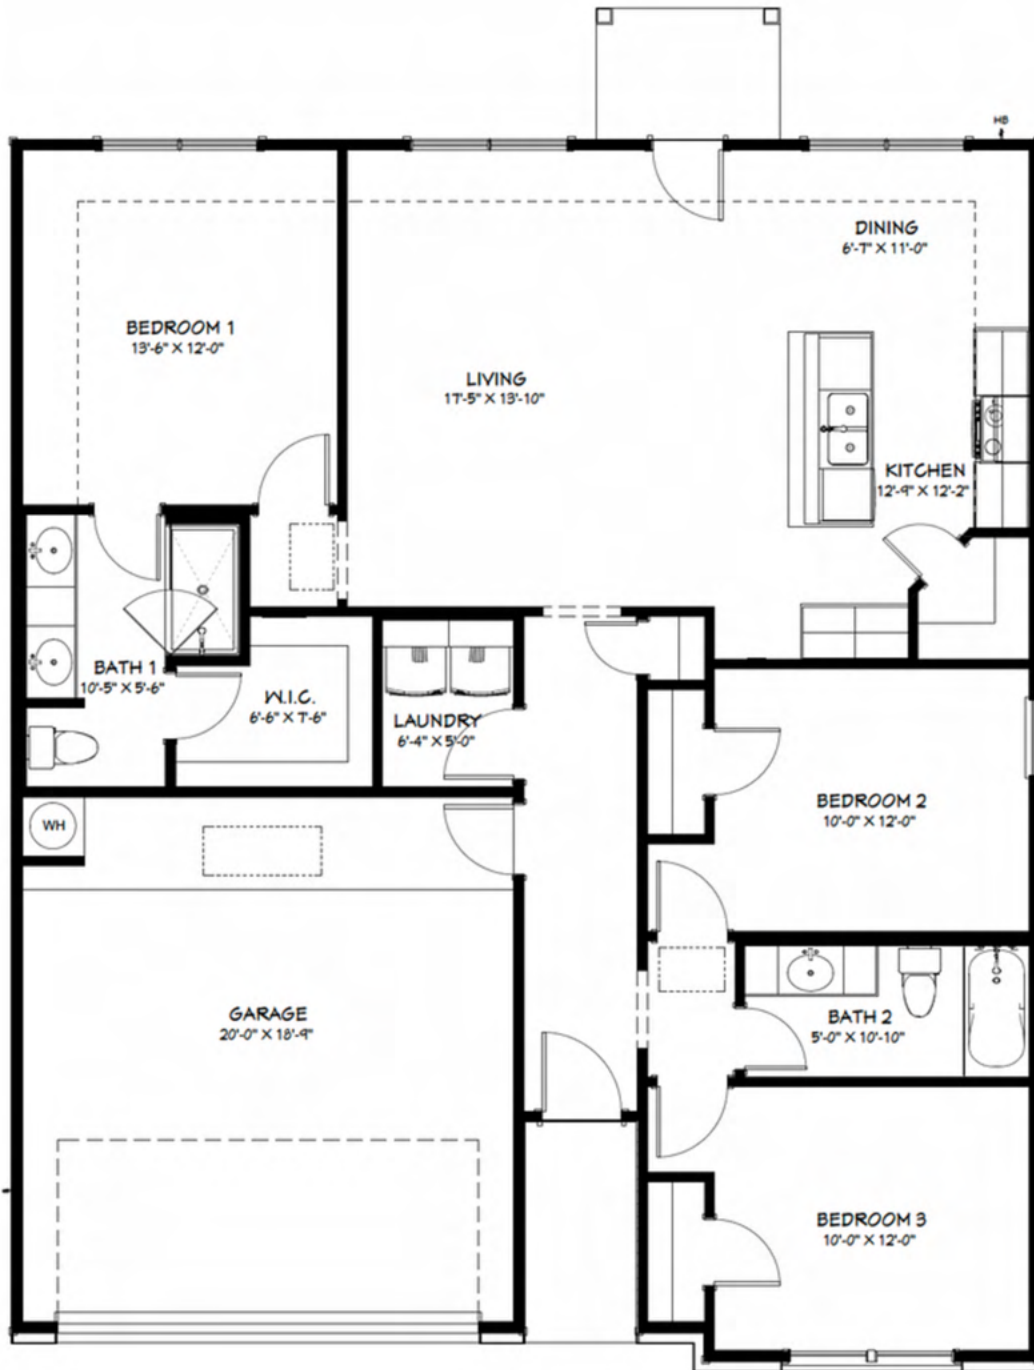 HB
DINING
6'-7" X 11'-0"
BEDROOM 1
13'-6" X 12'-0"
LIVING
17'-5" X 13'-10"
KITCHEN
12'-9" X 12'-2"
BATH 1
10'-5" X 5'-6"
W.I.C.
6'-6" X 7'-6"
LAUNDRY
6'-4" X 5'-0"
BEDROOM 2
10'-0" X 12'-0"
WH
GARAGE
20'-0" X 18'-9"
BATH 2
5'-0" X 10'-10"
BEDROOM 3
10'-0" X 12'-0"